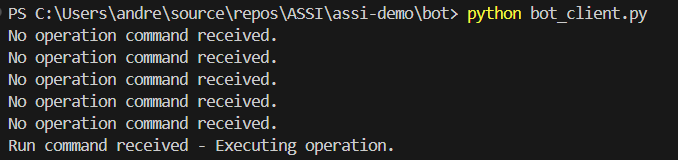 PS C:\Users\andre\source\repos\ASSI\assi-demo\bot> python bot_client.py
No operation command received.
No operation command received.
No operation command received.
No operation command received.
No operation command received.
Run command received - Executing operation.